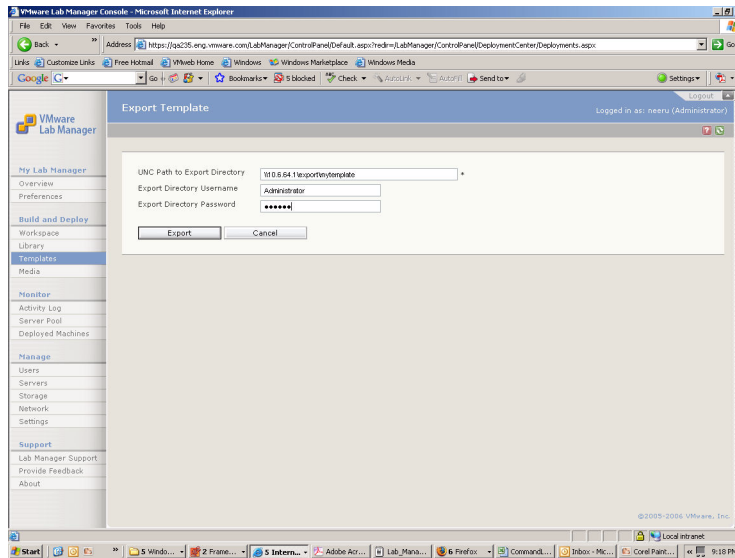 VMware Lab Manager Console - Microsoft Internet Explorer
File Edit View Favorites Tools Help
Back Address https://qa235.eng.vmware.com/LabManager/ControlPanel/Default.aspx?redir=/LabManager/ControlPanel/DeploymentCenter/Deployments.aspx Go
Links Customize Links Free Hotmail VMweb Home Windows Windows Marketplace Windows Media
Google G Go Bookmarks 5 blocked Check AutoLink AutoFill Send to Settings
Logout
VMware
Lab Manager
Export Template
Logged in as: neeru (Administrator)
My Lab Manager
Overview
Preferences
Build and Deploy
Workspace
Library
Templates
Media
Monitor
Activity Log
Server Pool
Deployed Machines
Manage
Users
Servers
Storage
Network
Settings
Support
Lab Manager Support
Provide Feedback
About
UNC Path to Export Directory \\10.6.64.1\export\mytemplate *
Export Directory Username Administrator
Export Directory Password ••••••
Export Cancel
©2005-2006 VMware, Inc.
Local intranet
Start 5 Windo... 2 Frame... 5 Intern... Adobe Acr... Lab_Mana... 6 Firefox CommandL... Inbox - Mic... Corel Paint... 9:18 PM